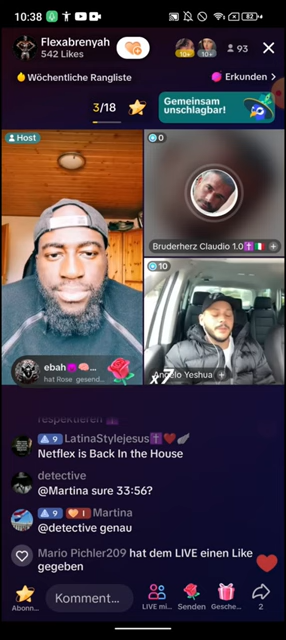 10:38
82
Flexabrenyah
542 Likes
10+
10+
93
Wöchentliche Rangliste
Erkunden
3/18
Gemeinsam
unschlagbar!
Host
0
Bruderherz Claudio 1.0
10
ebah
hat Rose gesend...
x7
Angelo Yeshua
respektieren
9 LatinaStylejesus
Netflex is Back In the House
detective
@Martina sure 33:56?
9 I Martina
@detective genau
Mario Pichler209 hat dem LIVE einen Like
gegeben
Abonn...
Komment...
LIVE mi...
Senden
Gesche...
2